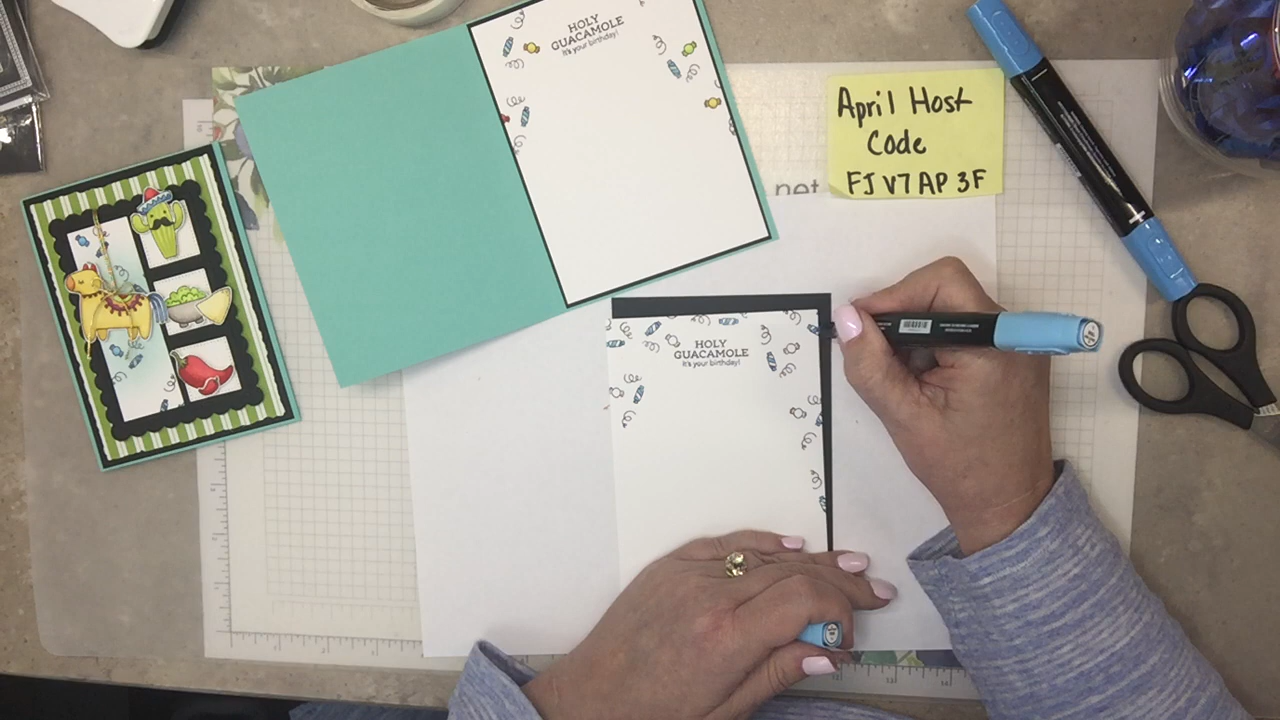 HOLY
GUACAMOLE
It's your birthday!
April Host
Code
FJV7AP3F
net
HOLY
GUACAMOLE
It's your birthday!